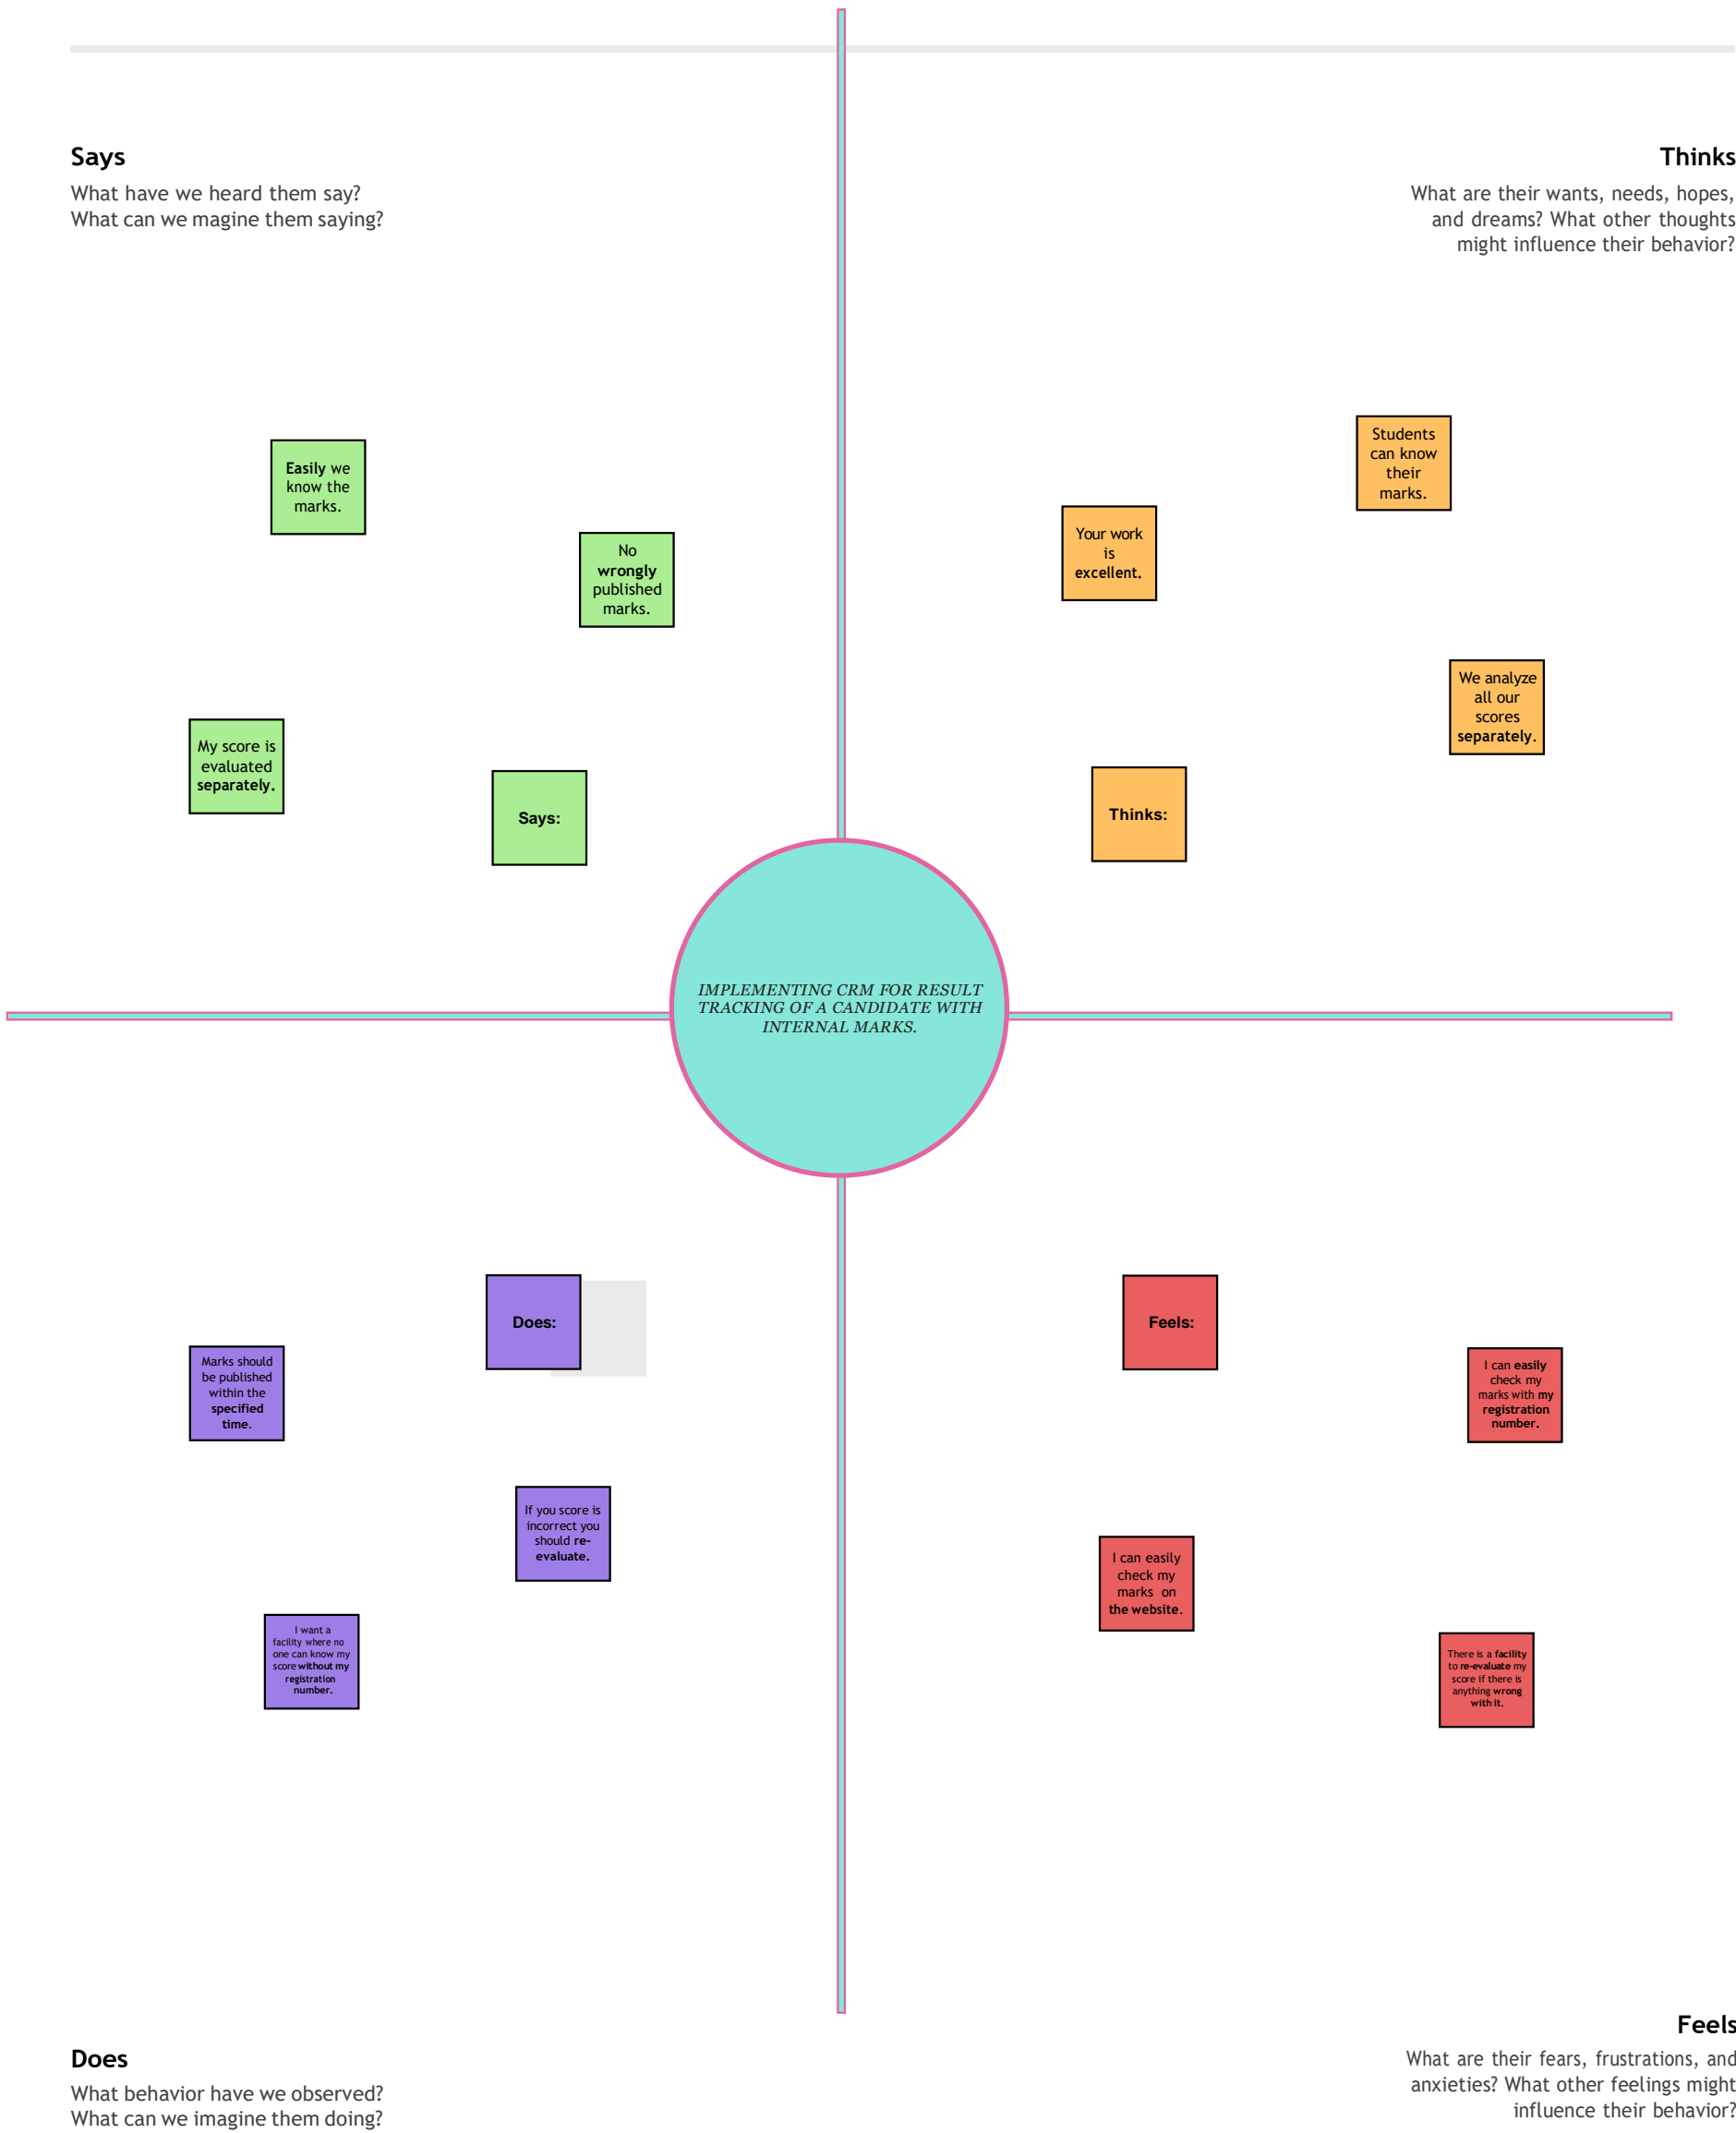 Says
What have we heard them say?
What can we magine them saying?
Thinks
What are their wants, needs, hopes,
and dreams? What other thoughts
might influence their behavior?
Easily we
know the
marks.
No
wrongly
published
marks.
My score is
evaluated
separately.
Says:
Students
can know
their
marks.
Your work
is
excellent.
We analyze
all our
scores
separately.
Thinks:
IMPLEMENTING CRM FOR RESULT
TRACKING OF A CANDIDATE WITH
INTERNAL MARKS.
Does:
Marks should
be published
within the
specified
time.
If you score is
incorrect you
should re-
evaluate.
I want a
facility where no
one can know my
score without my
registration
number.
Feels:
I can easily
check my
marks with my
registration
number.
I can easily
check my
marks on
the website.
There is a facility
to re-evaluate my
score if there is
anything wrong
with it.
Does
What behavior have we observed?
What can we imagine them doing?
Feels
What are their fears, frustrations, and
anxieties? What other feelings might
influence their behavior?